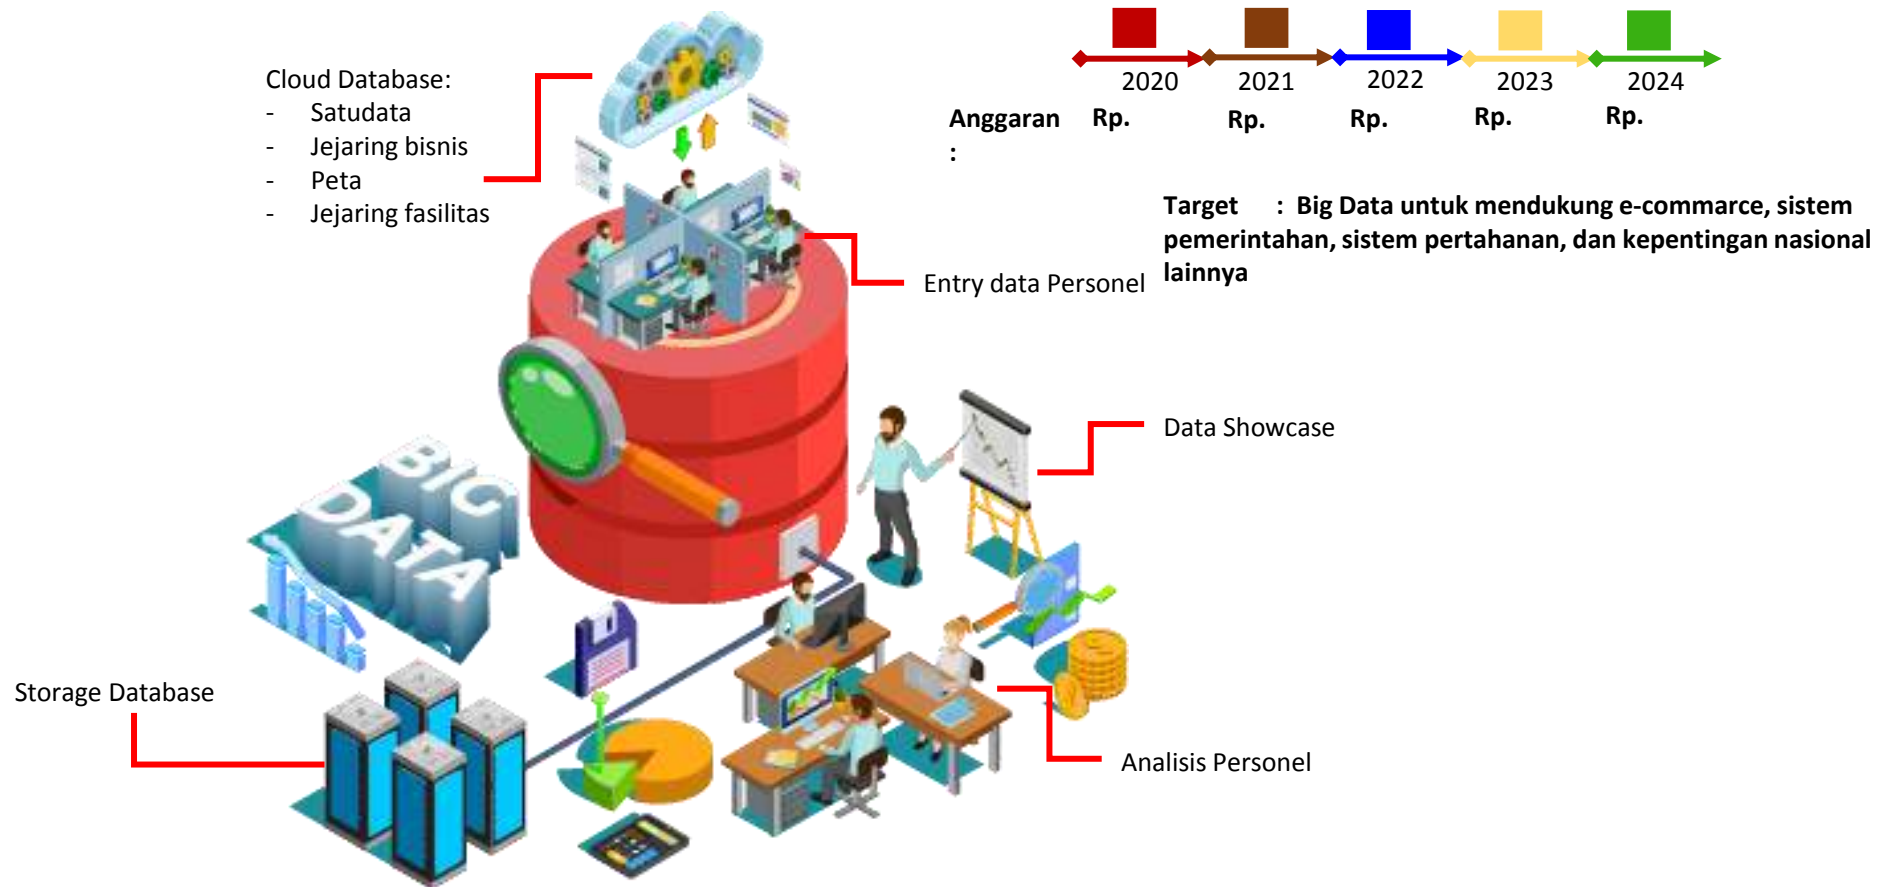 Cloud Database:
- Satudata
- Jejaring bisnis
- Peta
- Jejaring fasilitas
2020 2021 2022 2023 2024
Anggaran Rp. Rp. Rp. Rp. Rp.
:
Target : Big Data untuk mendukung e-commarce, sistem
pemerintahan, sistem pertahanan, dan kepentingan nasional
lainnya
Entry data Personel
Data Showcase
BIG
DATA
Storage Database
Analisis Personel